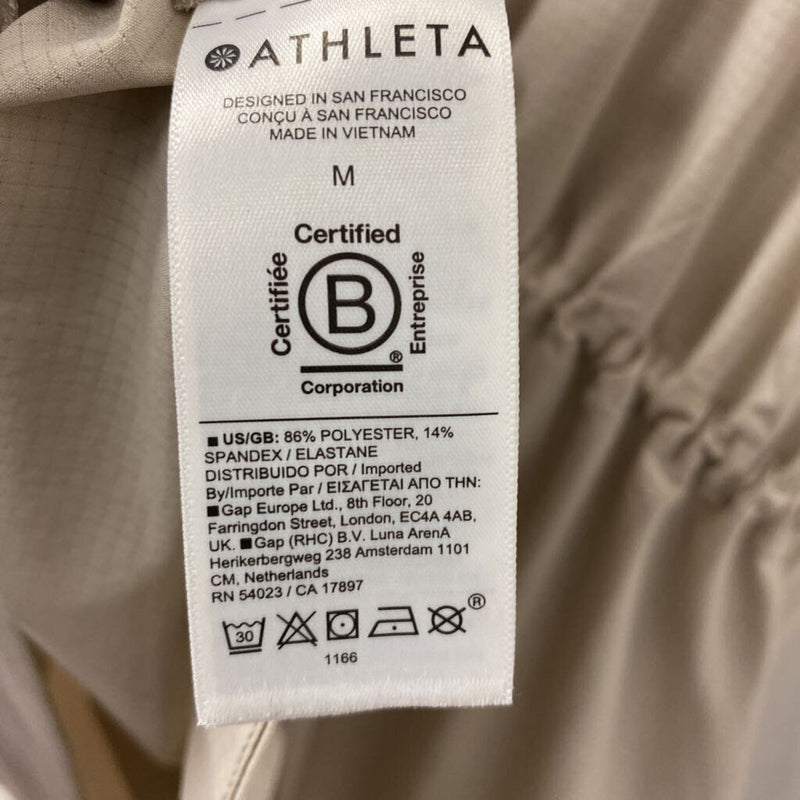 ATHLETA
DESIGNED IN SAN FRANCISCO
CONÇU À SAN FRANCISCO
MADE IN VIETNAM
M
Certified
Certifiée
B
Entreprise
®
Corporation
■ US/GB: 86% POLYESTER, 14%
SPANDEX / ELASTANE
DISTRIBUIDO POR / Imported
By/Importe Par / ΕΙΣΑΓΕΤΑΙ ΑΠΟ ΤΗΝ:
■ Gap Europe Ltd., 8th Floor, 20
Farringdon Street, London, EC4A 4AB,
UK. ■ Gap (RHC) B.V. Luna ArenA
Herikerbergweg 238 Amsterdam 1101
CM, Netherlands
RN 54023 / CA 17897
30 ®
1166